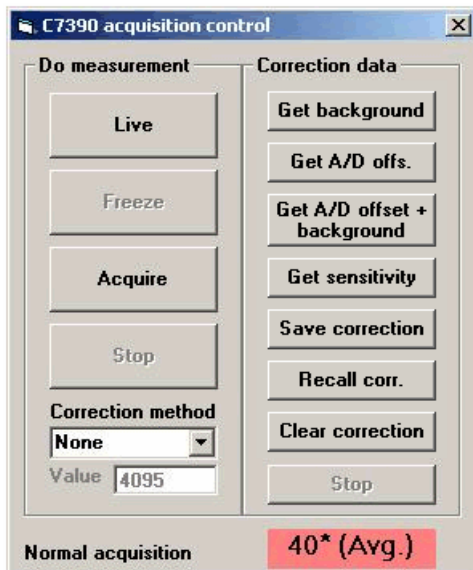 C7390 acquisition control
Do measurement
Live
Freeze
Acquire
Stop
Correction method
None
Value 4095
Correction data
Get background
Get A/D offs.
Get A/D offset +
background
Get sensitivity
Save correction
Recall corr.
Clear correction
Stop
Normal acquisition
40* (Avg.)